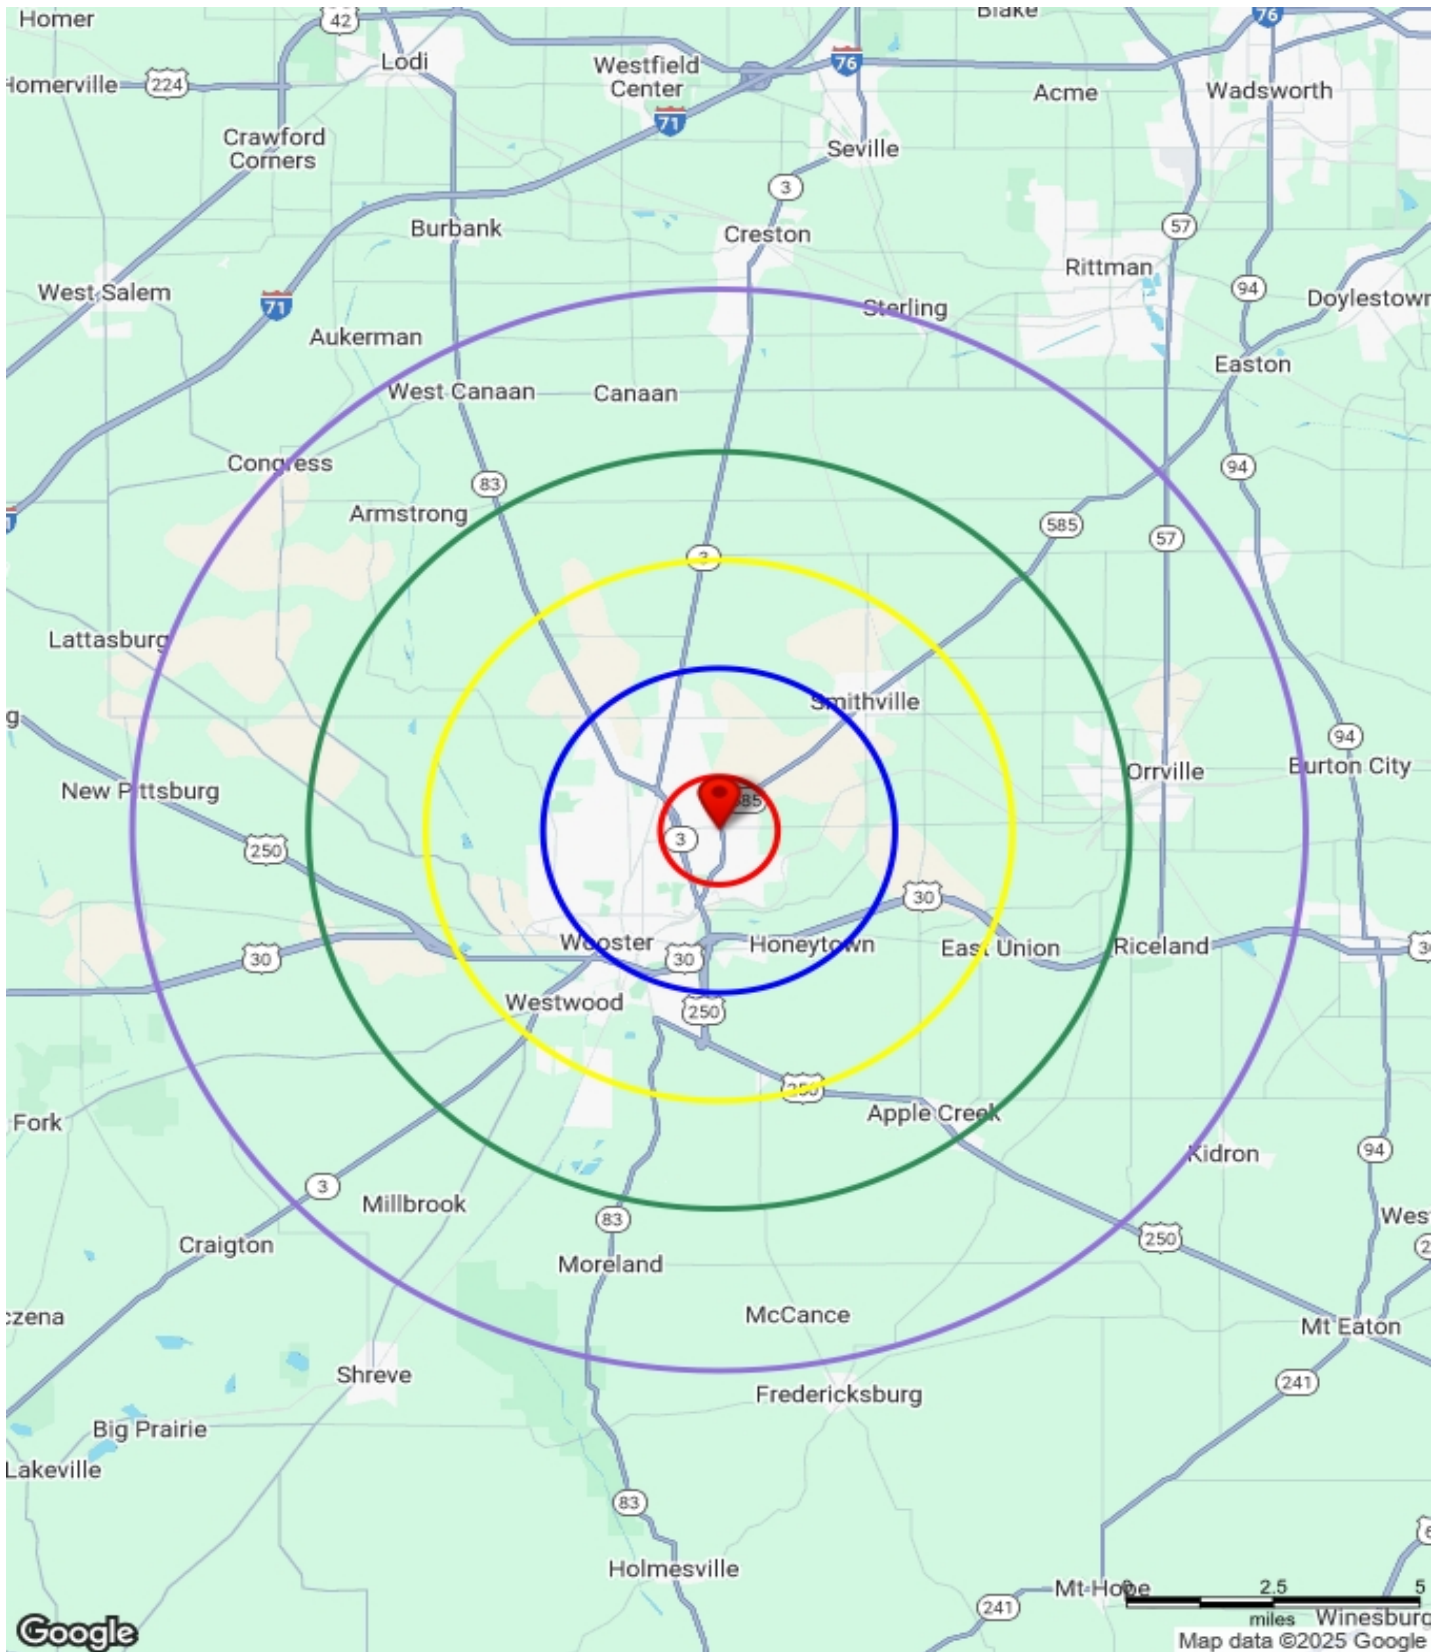 Homer
42
Blake
76
Lodi
Westfield
Center
76
Homerville
224
Acme
Wadsworth
71
Crawford
Corners
Seville
3
Burbank
Creston
57
Rittman
West Salem
71
94
Doylestown
Sterling
Aukerman
Easton
West Canaan
Canaan
Congress
94
83
Armstrong
585
57
3
Lattasburg
Smithville
94
Orrville
Burton City
New Pittsburg
585
3
250
30
Wooster
Honeytown
East Union
Riceland
30
30
Westwood
250
250
Apple Creek
Fork
Kidron
94
3
Millbrook
83
250
Craigton
Moreland
McCance
Mt Eaton
Shreve
241
Fredericksburg
Big Prairie
Lakeville
83
Holmesville
Mt Hope
2.5
5
241
miles
Winesburg
Google
Map data ©2025 Google